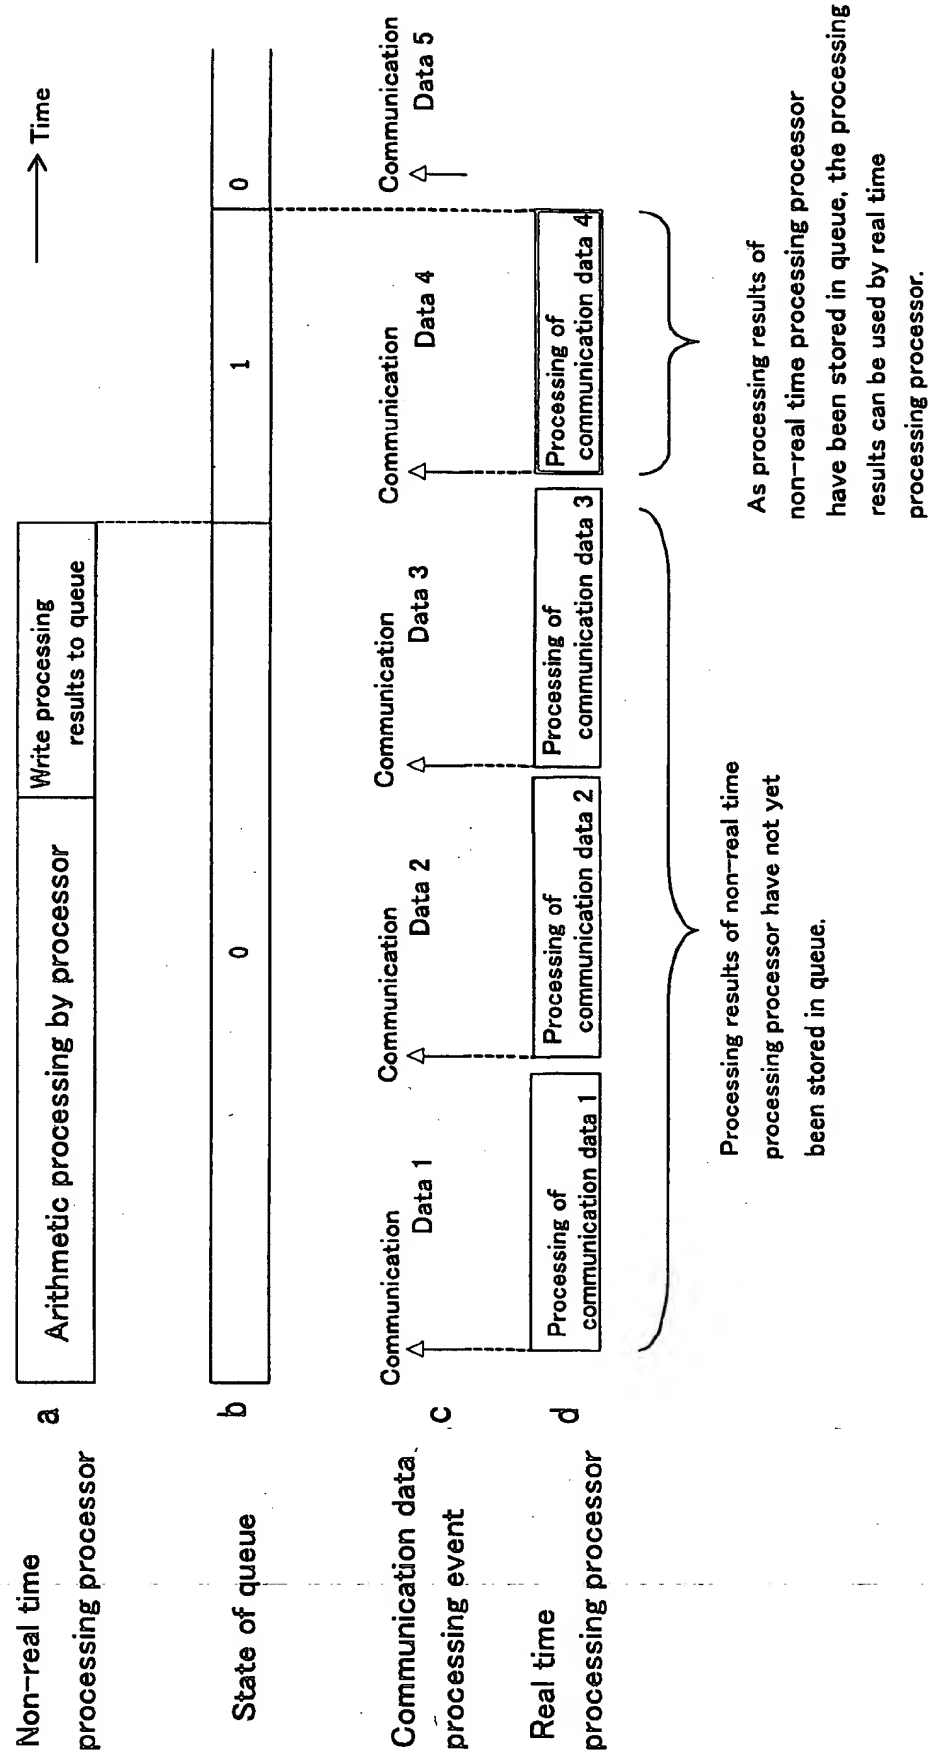 Time
Non-real time
processing processor
a
Arithmetic processing by processor
Write processing
results to queue
State of queue
b
0
1
0
Communication data
processing event
c
Communication
Data 1
Communication
Data 2
Communication
Data 3
Communication
Data 4
Communication
Data 5
Real time
processing processor
d
Processing of
communication data 1
Processing of
communication data 2
Processing of
communication data 3
Processing of
communication data 4
Processing results of non-real time
processing processor have not yet
been stored in queue.
As processing results of
non-real time processing processor
have been stored in queue, the processing
results can be used by real time
processing processor.